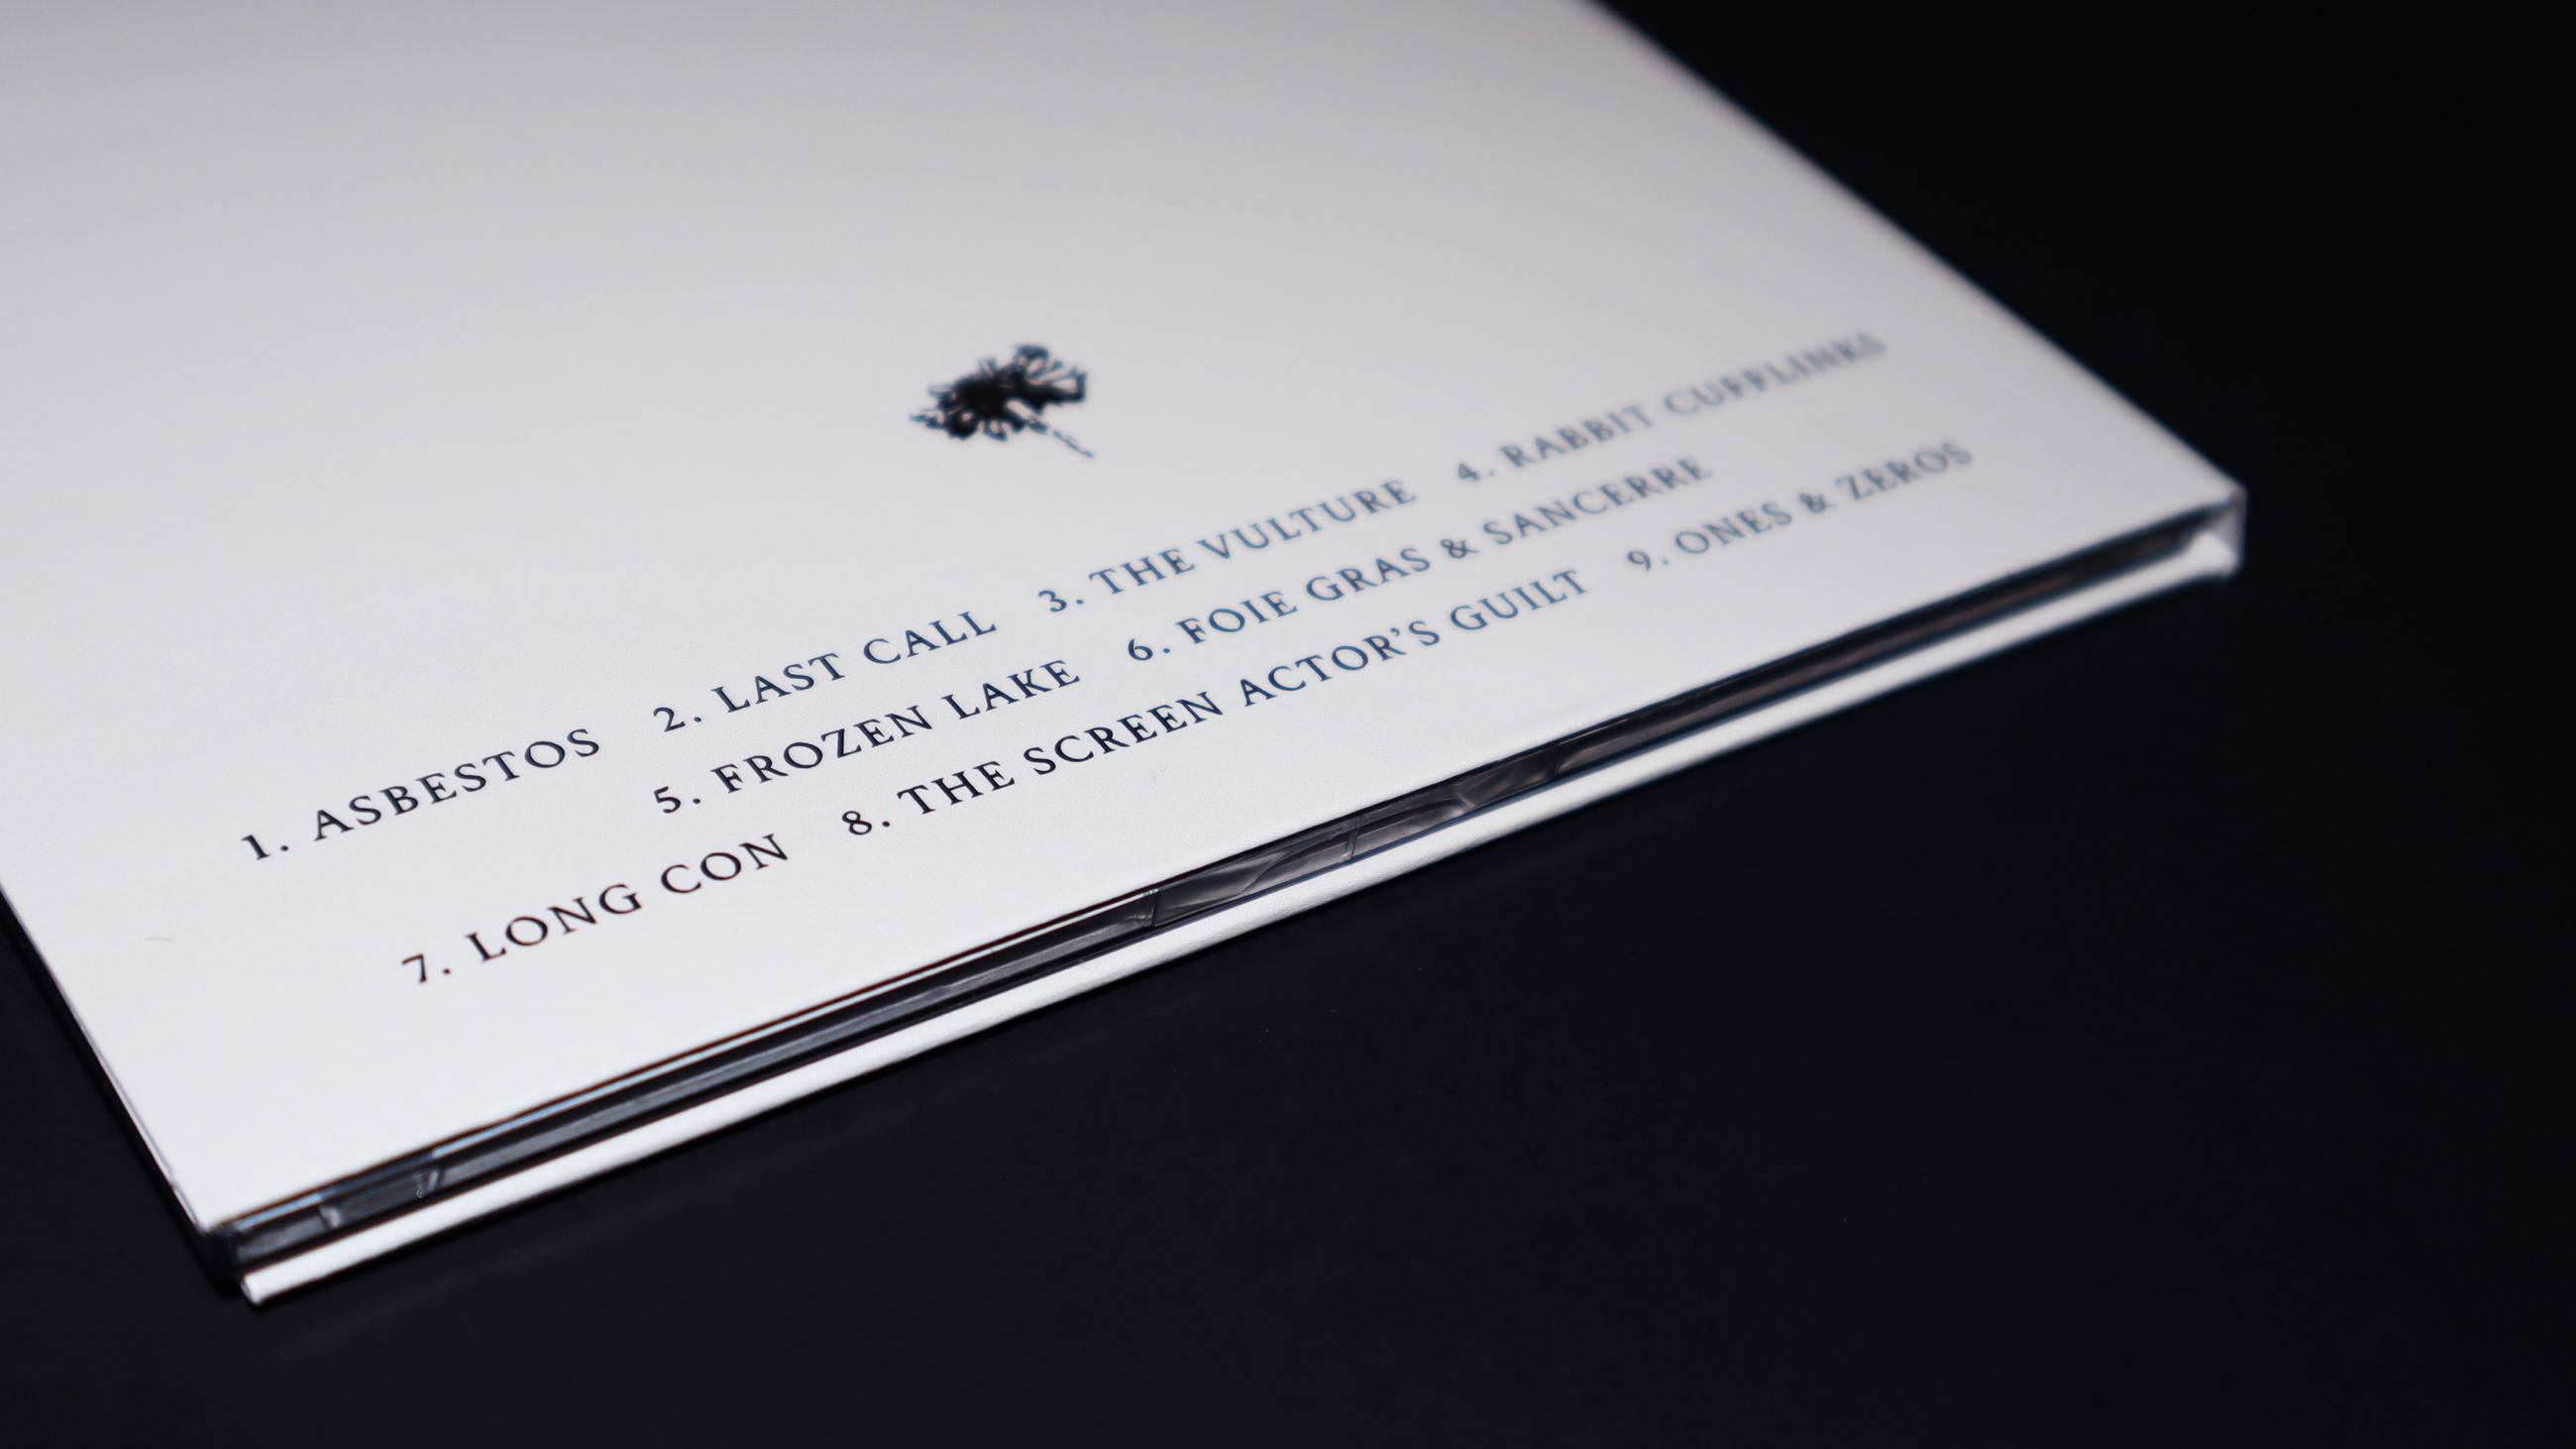 1. ASBESTOS 2. LAST CALL 3. THE VULTURE 4. RABBIT CUFFLINKS
5. FROZEN LAKE 6. FOIE GRAS & SANCERRE
7. LONG CON 8. THE SCREEN ACTOR’S GUILT 9. ONES & ZEROS